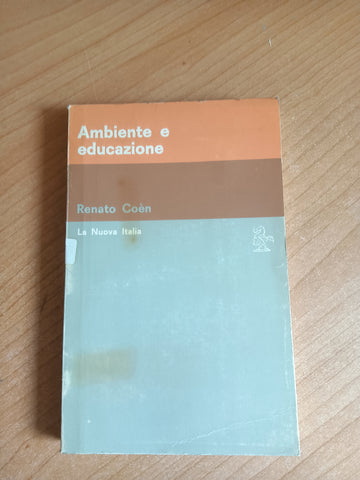 Ambiente e
educazione
Renato Coèn
La Nuova Italia